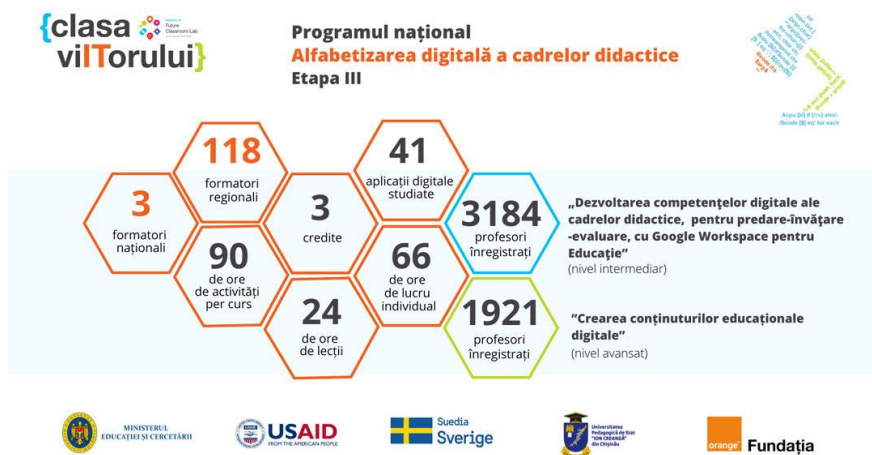 {clasa
viITorului}
Future
Classroom Lab
Programul național
Alfabetizarea digitală a cadrelor didactice
Etapa III
118
formatori
regionali
41
aplicații digitale
studiate
3
formatori
naționali
3
credite
3184
profesori
înregistrați
„Dezvoltarea competențelor digitale ale
cadrelor didactice, pentru predare-învățare
-evaluare, cu Google Workspace pentru
Educație”
(nivel intermediar)
90
de ore
de activități
per curs
66
de ore
de lucru
individual
24
de ore
de lecții
1921
profesori
înregistrați
”Crearea conținuturilor educaționale
digitale”
(nivel avansat)
MINISTERUL
EDUCAȚIEI ȘI CERCETĂRII
USAID
FROM THE AMERICAN PEOPLE
Suedia
Sverige
Universitatea
Pedagogică de Stat
"ION CREANGĂ"
din Chișinău
orange
Fundația